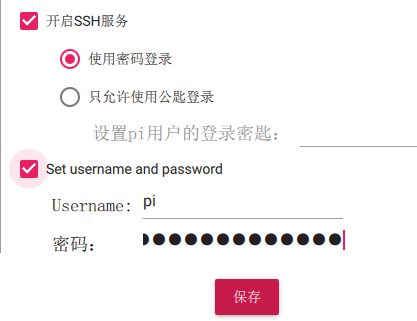 开启SSH服务
使用密码登录
只允许使用公匙登录
设置pi用户的登录密匙：
Set username and password
Username: pi
密码： ●●●●●●●●●●●●●
保存